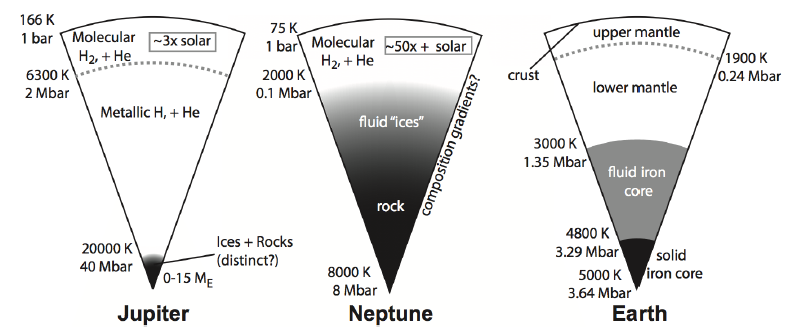 166 K
1 bar
Molecular
H₂, + He
~3x solar
6300 K
2 Mbar
Metallic H, + He
20000 K
40 Mbar
Ices + Rocks
(distinct?)
0-15 M_E
Jupiter
75 K
1 bar
Molecular
H₂, + He
~50x + solar
2000 K
0.1 Mbar
fluid "ices"
composition gradients?
rock
8000 K
8 Mbar
Neptune
upper mantle
crust
1900 K
0.24 Mbar
lower mantle
3000 K
1.35 Mbar
fluid iron
core
4800 K
3.29 Mbar
solid
iron core
5000 K
3.64 Mbar
Earth